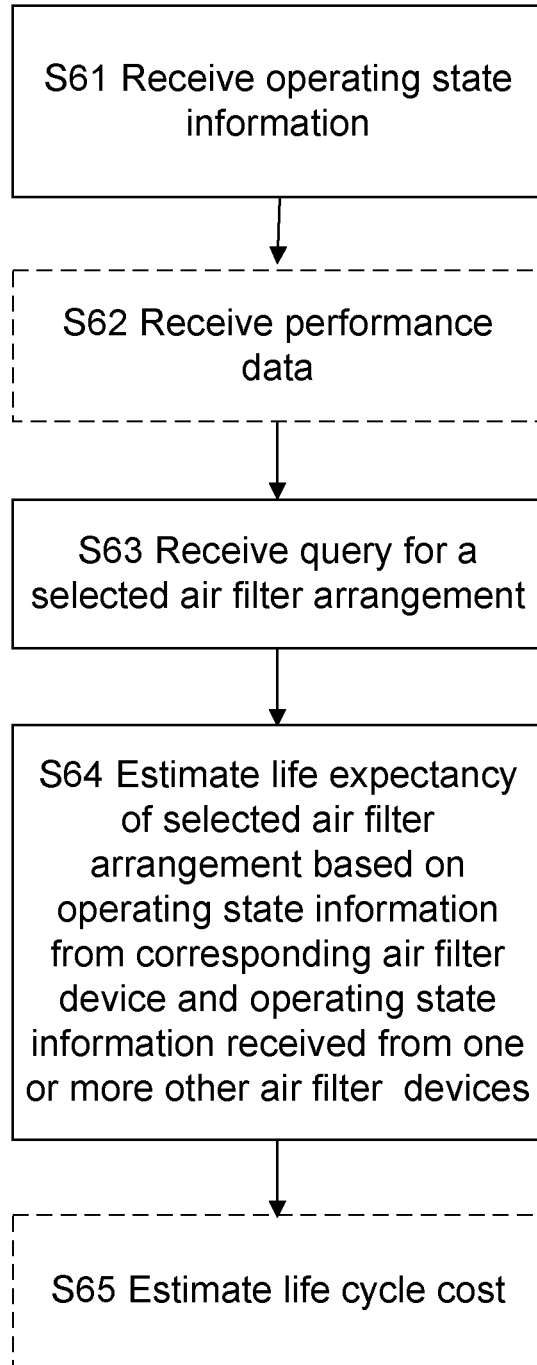 S61 Receive operating state
information
S62 Receive performance
data
S63 Receive query for a
selected air filter arrangement
S64 Estimate life expectancy
of selected air filter
arrangement based on
operating state information
from corresponding air filter
device and operating state
information received from one
or more other air filter devices
S65 Estimate life cycle cost